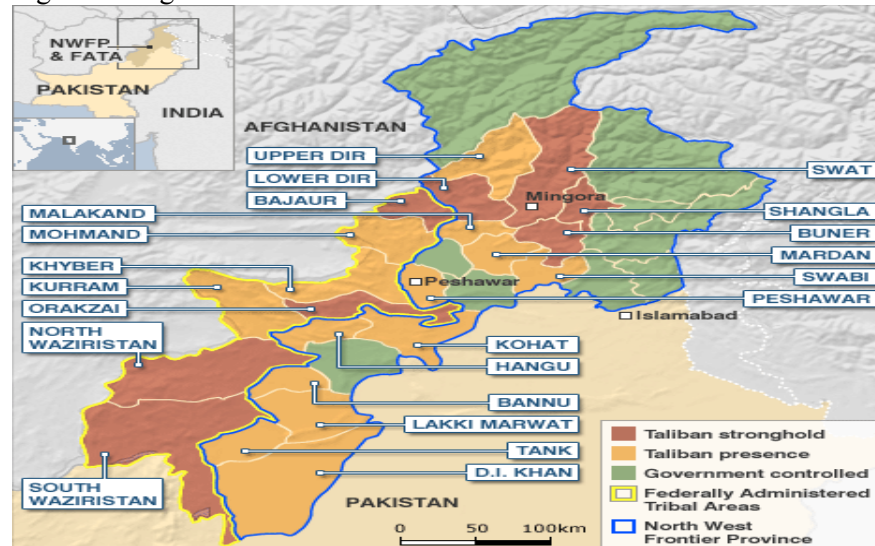 NWFP
& FATA
PAKISTAN
INDIA
AFGHANISTAN
UPPER DIR
LOWER DIR
BAJAUR
MALAKAND
MOHMAND
KHYBER
KURRAM
ORAKZAI
NORTH
WAZIRISTAN
SOUTH
WAZIRISTAN
Mingora
Peshawar
Islamabad
SWAT
SHANGLA
BUNER
MARDAN
SWABI
PESHAWAR
KOHAT
HANGU
BANNU
LAKKI MARWAT
TANK
D.I. KHAN
PAKISTAN
0 50 100km
Taliban stronghold
Taliban presence
Government controlled
Federally Administered
Tribal Areas
North West
Frontier Province